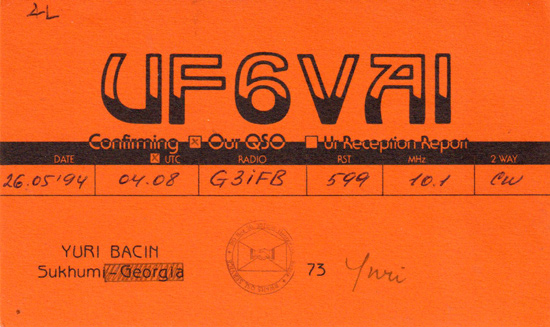 2-L
UF6VAI
Confirming ☒ Our QSO ☐ Ur Reception Report
DATE ☒ UTC RADIO RST MHz 2 WAY
26.05'94 04.08 G3iFB 599 10.1 CW
YURI BACIN
Sukhumi - Georgia
73 Yuri